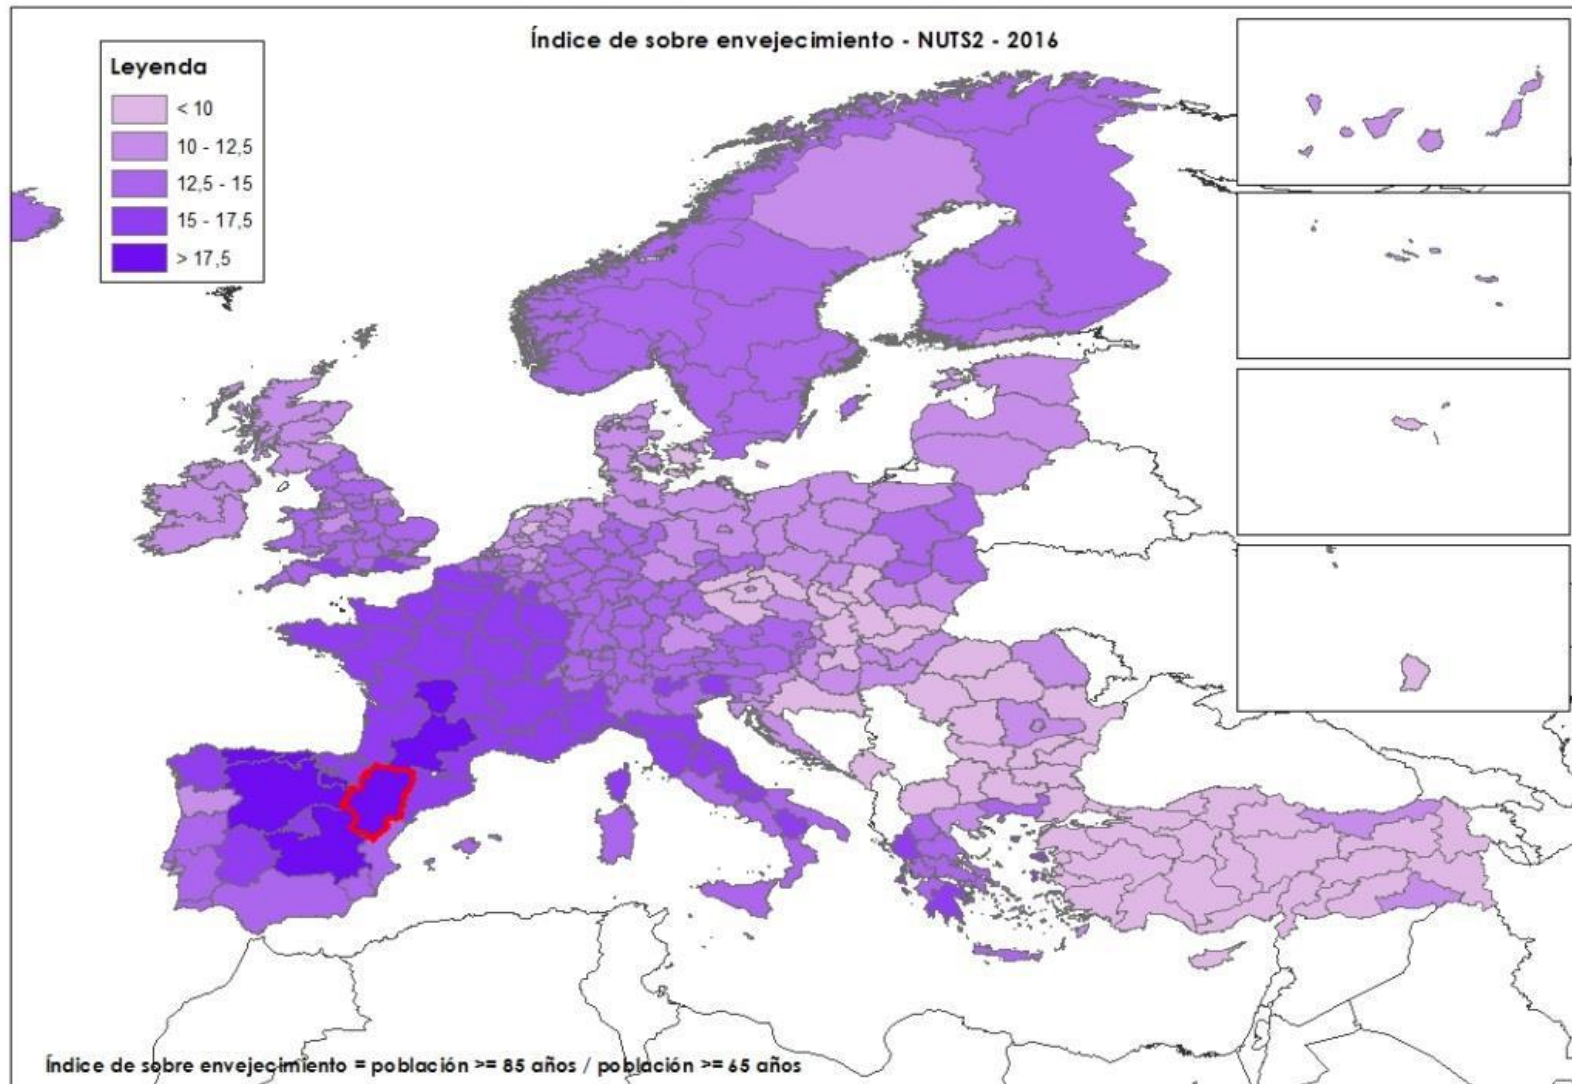 Índice de sobre envejecimiento - NUTS2 - 2016
Leyenda
< 10
10 - 12,5
12,5 - 15
15 - 17,5
> 17,5
Índice de sobre envejecimiento = población >= 85 años / población >= 65 años